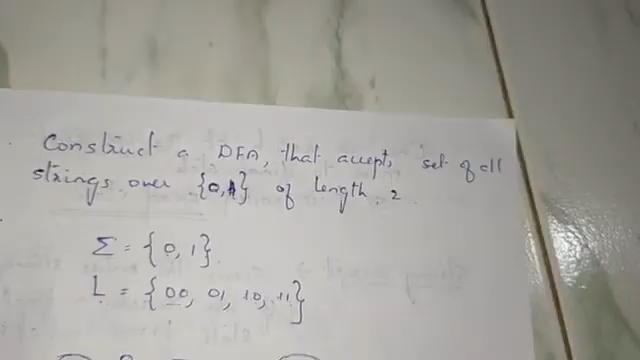 Construct a DFA, that accepts set of all
strings over {0,1} of length 2
Σ = {0, 1}
L = {00, 01, 10, 11}